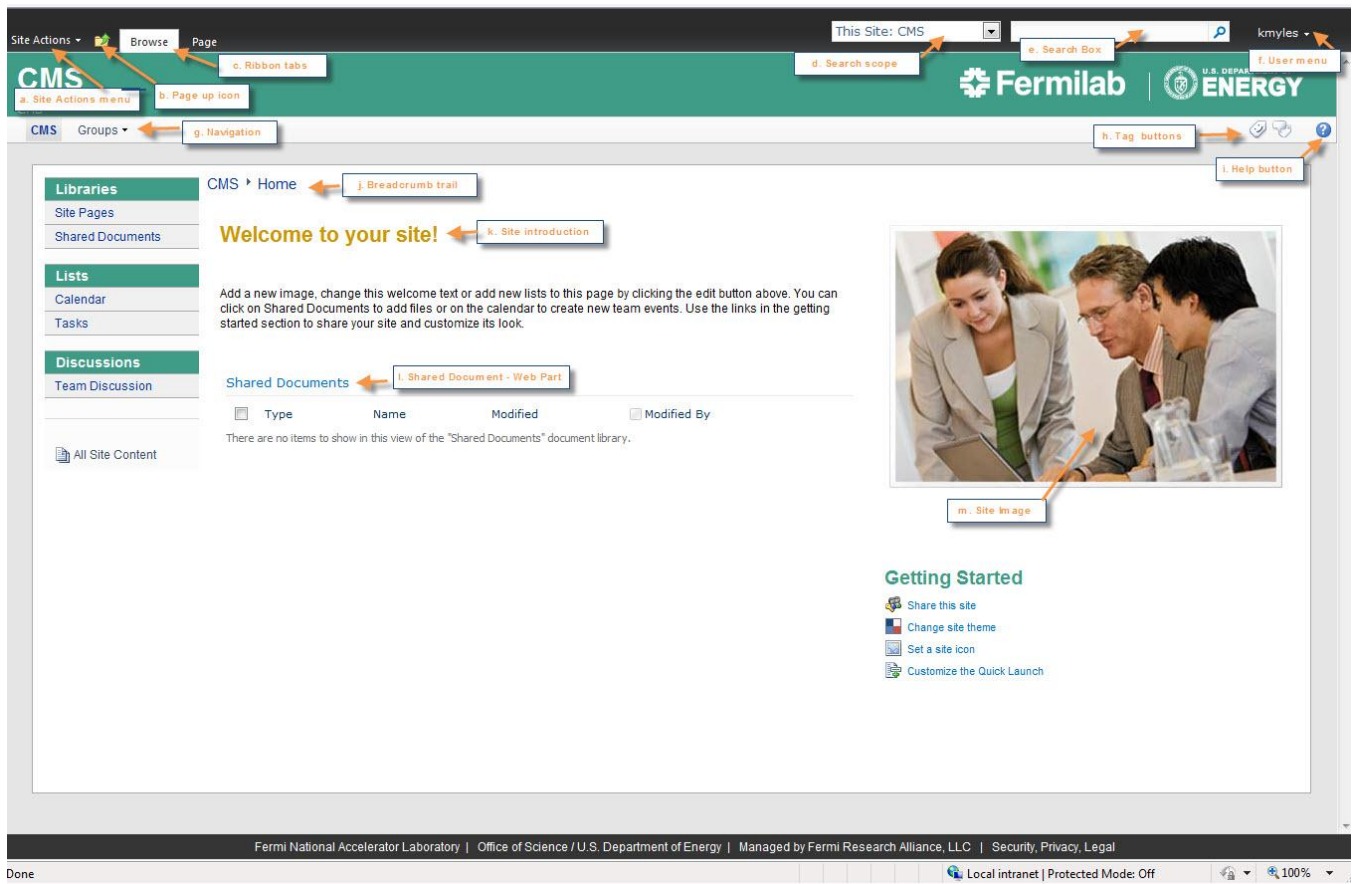 Site Actions
Browse
Page
This Site: CMS
kmyles
a. Site Actions menu
b. Page up icon
c. Ribbon tabs
d. Search scope
e. Search Box
f. User menu
CMS
Fermilab
U.S. DEPAR
ENERGY
CMS
Groups
g. Navigation
h. Tag buttons
i. Help button
Libraries
Site Pages
Shared Documents
Lists
Calendar
Tasks
Discussions
Team Discussion
All Site Content
CMS
Home
j. Breadcrumb trail
Welcome to your site!
k. Site introduction
Add a new image, change this welcome text or add new lists to this page by clicking the edit button above. You can
click on Shared Documents to add files or on the calendar to create new team events. Use the links in the getting
started section to share your site and customize its look.
Shared Documents
l. Shared Document - Web Part
Type Name Modified Modified By
There are no items to show in this view of the "Shared Documents" document library.
m. Site Image
Getting Started
Share this site
Change site theme
Set a site icon
Customize the Quick Launch
Fermi National Accelerator Laboratory | Office of Science / U.S. Department of Energy | Managed by Fermi Research Alliance, LLC | Security, Privacy, Legal
Done
Local intranet | Protected Mode: Off
100%